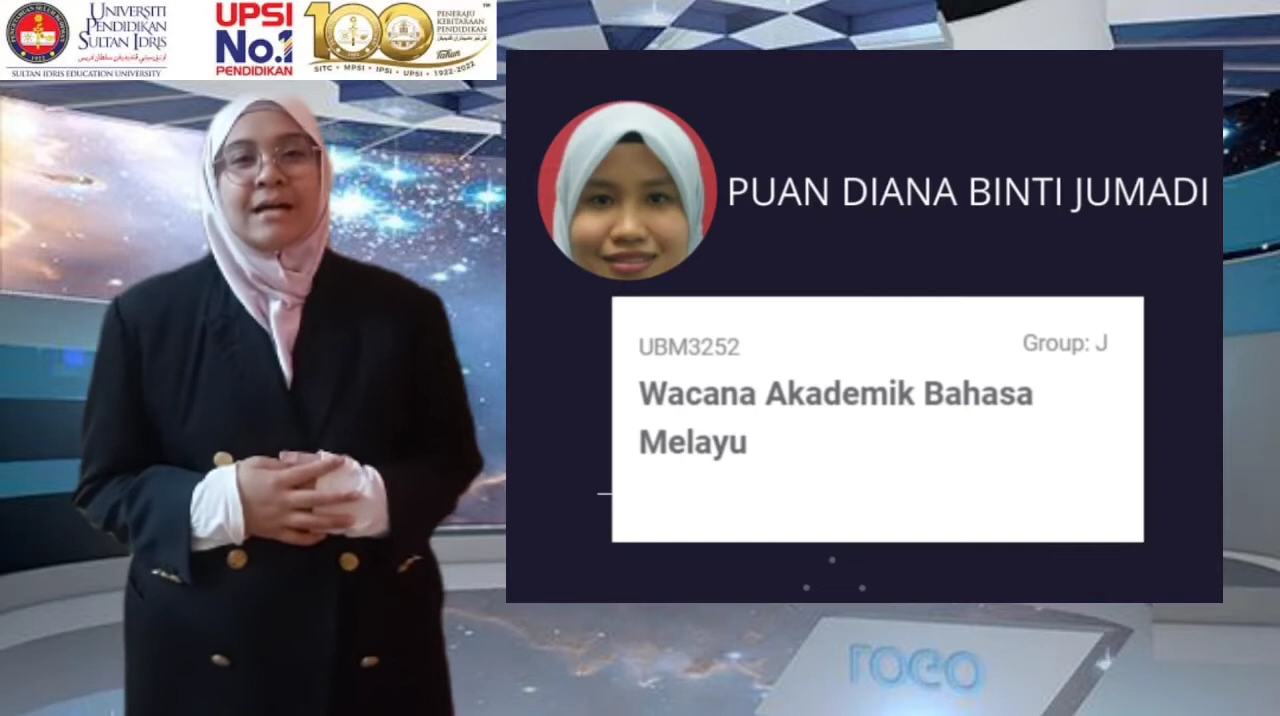 UNIVERSITI
PENDIDIKAN
SULTAN IDRIS
SULTAN IDRIS EDUCATION UNIVERSITY
UPSI
No.1
PENDIDIKAN
100
Tahun
PENERAJU
KEBITARAAN
PENDIDIKAN
SITC • MPSI • IPSI • UPSI • 1922-2022
PUAN DIANA BINTI JUMADI
UBM3252
Group: J
Wacana Akademik Bahasa
Melayu